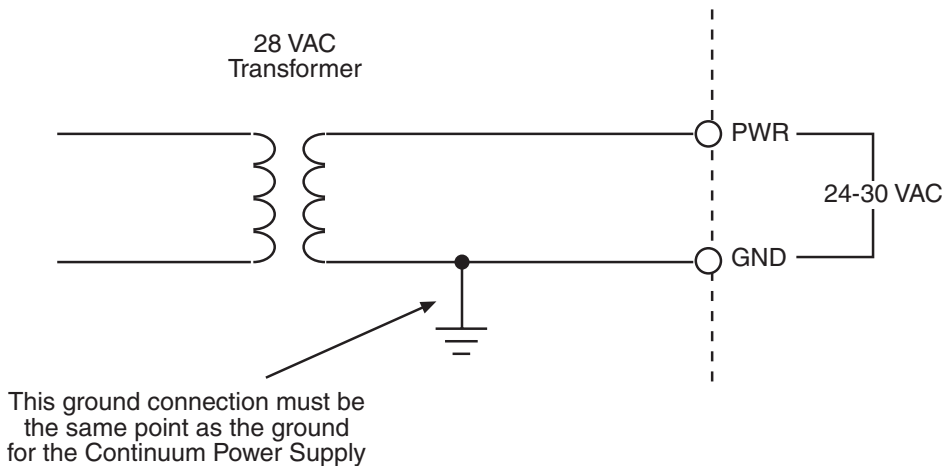 28 VAC
Transformer
PWR
24-30 VAC
GND
This ground connection must be
the same point as the ground
for the Continuum Power Supply